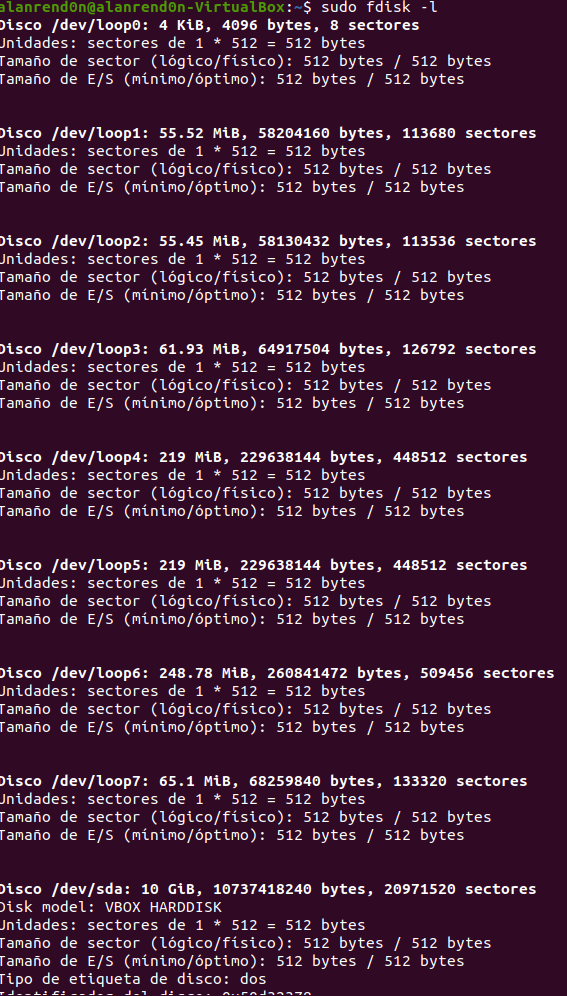 alanrend0n@alanrend0n-VirtualBox:~$ sudo fdisk -l
Disco /dev/loop0: 4 KiB, 4096 bytes, 8 sectores
Unidades: sectores de 1 * 512 = 512 bytes
Tamaño de sector (lógico/físico): 512 bytes / 512 bytes
Tamaño de E/S (mínimo/óptimo): 512 bytes / 512 bytes
Disco /dev/loop1: 55.52 MiB, 58204160 bytes, 113680 sectores
Unidades: sectores de 1 * 512 = 512 bytes
Tamaño de sector (lógico/físico): 512 bytes / 512 bytes
Tamaño de E/S (mínimo/óptimo): 512 bytes / 512 bytes
Disco /dev/loop2: 55.45 MiB, 58130432 bytes, 113536 sectores
Unidades: sectores de 1 * 512 = 512 bytes
Tamaño de sector (lógico/físico): 512 bytes / 512 bytes
Tamaño de E/S (mínimo/óptimo): 512 bytes / 512 bytes
Disco /dev/loop3: 61.93 MiB, 64917504 bytes, 126792 sectores
Unidades: sectores de 1 * 512 = 512 bytes
Tamaño de sector (lógico/físico): 512 bytes / 512 bytes
Tamaño de E/S (mínimo/óptimo): 512 bytes / 512 bytes
Disco /dev/loop4: 219 MiB, 229638144 bytes, 448512 sectores
Unidades: sectores de 1 * 512 = 512 bytes
Tamaño de sector (lógico/físico): 512 bytes / 512 bytes
Tamaño de E/S (mínimo/óptimo): 512 bytes / 512 bytes
Disco /dev/loop5: 219 MiB, 229638144 bytes, 448512 sectores
Unidades: sectores de 1 * 512 = 512 bytes
Tamaño de sector (lógico/físico): 512 bytes / 512 bytes
Tamaño de E/S (mínimo/óptimo): 512 bytes / 512 bytes
Disco /dev/loop6: 248.78 MiB, 260841472 bytes, 509456 sectores
Unidades: sectores de 1 * 512 = 512 bytes
Tamaño de sector (lógico/físico): 512 bytes / 512 bytes
Tamaño de E/S (mínimo/óptimo): 512 bytes / 512 bytes
Disco /dev/loop7: 65.1 MiB, 68259840 bytes, 133320 sectores
Unidades: sectores de 1 * 512 = 512 bytes
Tamaño de sector (lógico/físico): 512 bytes / 512 bytes
Tamaño de E/S (mínimo/óptimo): 512 bytes / 512 bytes
Disco /dev/sda: 10 GiB, 10737418240 bytes, 20971520 sectores
Disk model: VBOX HARDDISK
Unidades: sectores de 1 * 512 = 512 bytes
Tamaño de sector (lógico/físico): 512 bytes / 512 bytes
Tamaño de E/S (mínimo/óptimo): 512 bytes / 512 bytes
Tipo de etiqueta de disco: dos
Identificador del disco: